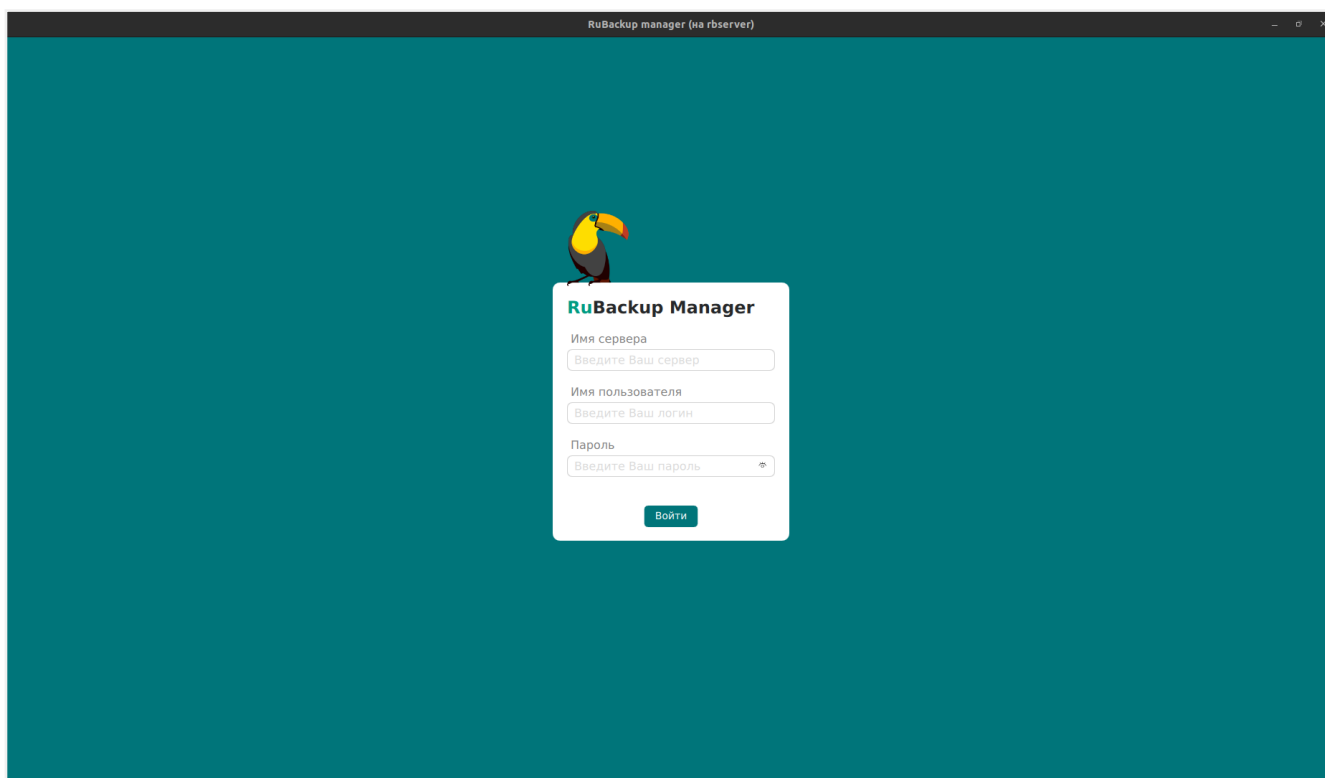 RuBackup manager (на rbserver)
RuBackup Manager
Имя сервера
Введите Ваш сервер
Имя пользователя
Введите Ваш логин
Пароль
Введите Ваш пароль
Войти